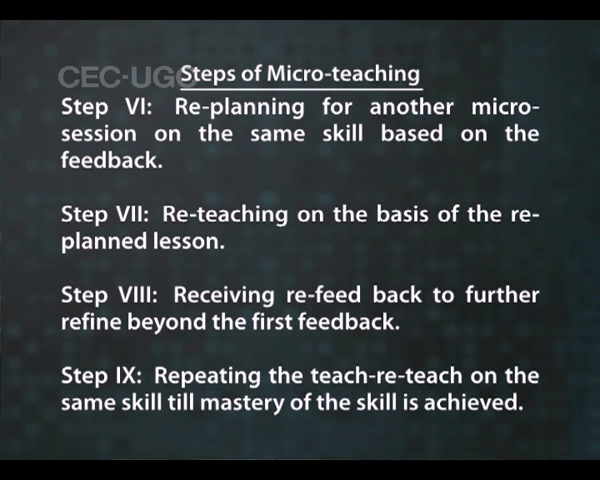 CEC-UGC
Steps of Micro-teaching
Step VI: Re-planning for another micro-
session on the same skill based on the
feedback.
Step VII: Re-teaching on the basis of the re-
planned lesson.
Step VIII: Receiving re-feed back to further
refine beyond the first feedback.
Step IX: Repeating the teach-re-teach on the
same skill till mastery of the skill is achieved.